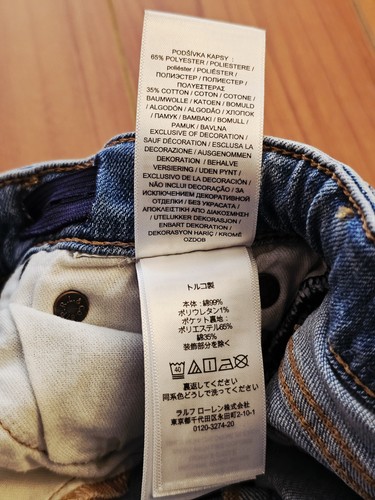 PODŠÍVKA KAPSY :
65% POLYESTER / POLIESTERE /
poliéster / POLIÉSTER /
ПОЛИЭСТЕР / ПОЛИЕСТЕР /
ΠΟΛΥΕΣΤΕΡΑΣ
35% COTTON / COTON / COTONE /
BAUMWOLLE / KATOEN / BOMULD
/ ALGODÓN / ALGODÃO / ХЛОПОК
/ ПАМУК / ΒΑΜΒΑΚΙ / BOMULL /
PAMUK / BAVLNA
EXCLUSIVE OF DECORATION /
SAUF DÉCORATION / ESCLUSA LA
DECORAZIONE / AUSGENOMMEN
DEKORATION / BEHALVE
VERSIERING / UDEN PYNT /
EXCLUSIVO DE LA DECORACIÓN /
NÃO INCLUI DECORAÇÃO / ЗА
ИСКЛЮЧЕНИЕМ ДЕКОРАТИВНОЙ
ОТДЕЛКИ / БЕЗ УКРАСАТА /
ΑΠΟΚΛΕΙΣΤΙΚΗ ΑΠΟ ΔΙΑΚΟΣΜΗΣΗ
/ UTELUKKER DEKORASJON /
ENBART DEKORATION /
DEKORASYON HARİÇ / KROMĚ
OZDOB
トルコ製
本体 : 綿99%
ポリウレタン1%
ポケット裏地 :
ポリエステル65%
綿35%
装飾部分を除く
40
裏返してください
同系色どうしで洗ってください
ラルフ ローレン株式会社
東京都千代田区永田町2-10-1
0120-3274-20